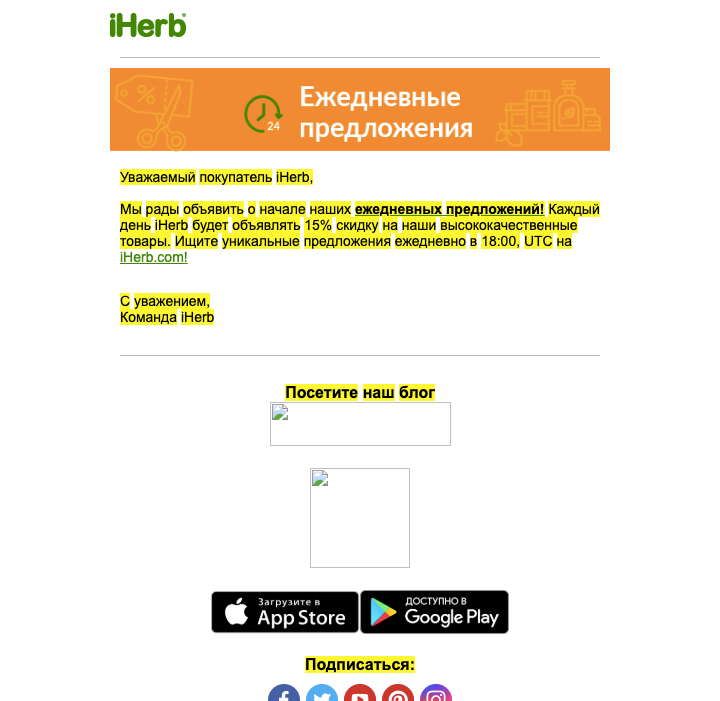 iHerb
Ежедневные
предложения
24
Уважаемый покупатель iHerb,
Мы рады объявить о начале наших ежедневных предложений! Каждый
день iHerb будет объявлять 15% скидку на наши высококачественные
товары. Ищите уникальные предложения ежедневно в 18:00, UTC на
iHerb.com!
С уважением,
Команда iHerb
Посетите наш блог
Загрузите в
App Store
ДОСТУПНО В
Google Play
Подписаться: